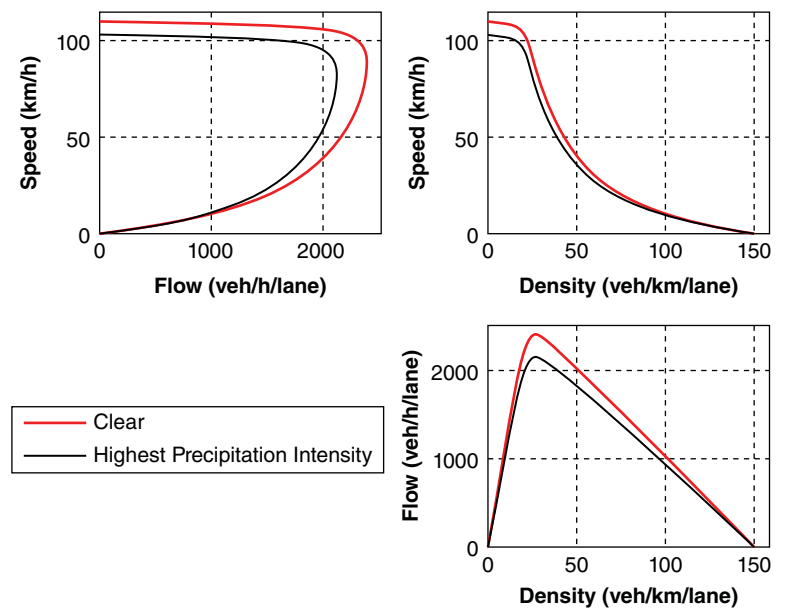 Speed (km/h)
100
50
0
0 1000 2000
Flow (veh/h/lane)
Speed (km/h)
100
50
0
0 50 100 150
Density (veh/km/lane)
Clear
Highest Precipitation Intensity
Flow (veh/h/lane)
2000
1000
0
0 50 100 150
Density (veh/km/lane)